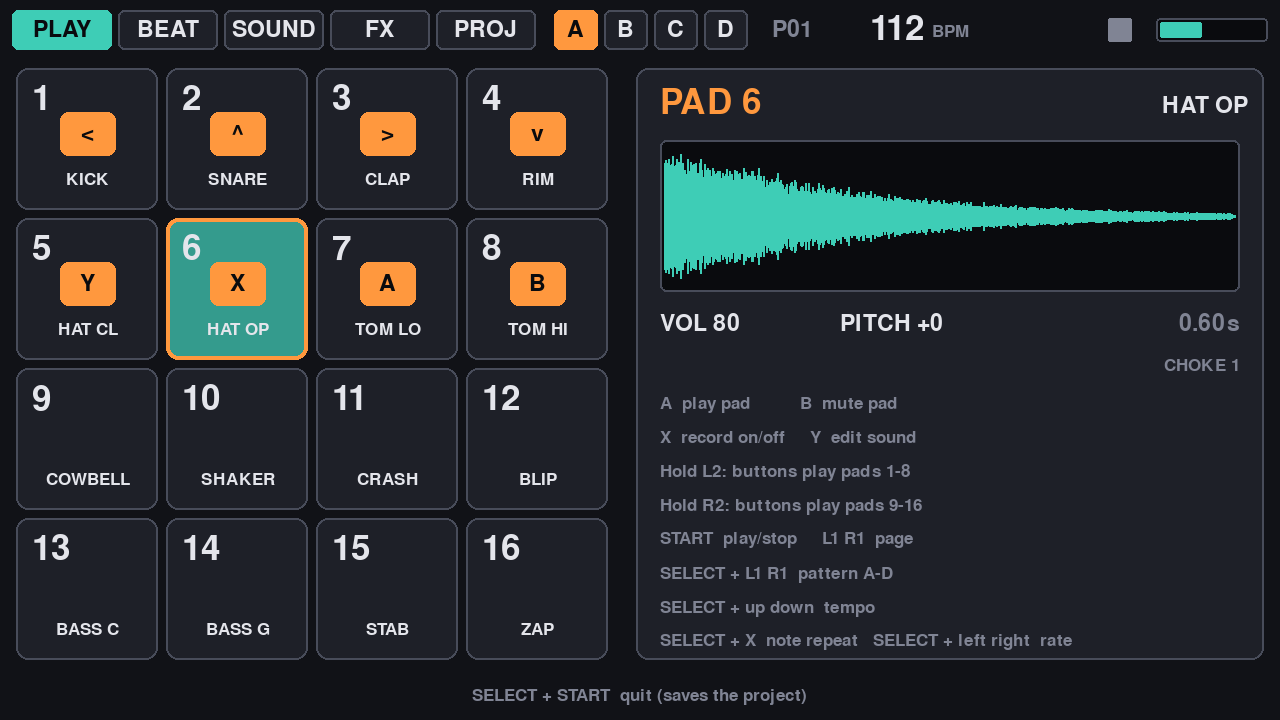 PLAY BEAT SOUND FX PROJ A B C D P01 112 BPM
1 2 3 4
< ^ > v
KICK SNARE CLAP RIM
5 6 7 8
Y X A B
HAT CL HAT OP TOM LO TOM HI
9 10 11 12
COWBELL SHAKER CRASH BLIP
13 14 15 16
BASS C BASS G STAB ZAP
PAD 6 HAT OP
VOL 80 PITCH +0 0.60s
CHOKE 1
A play pad B mute pad
X record on/off Y edit sound
Hold L2: buttons play pads 1-8
Hold R2: buttons play pads 9-16
START play/stop L1 R1 page
SELECT + L1 R1 pattern A-D
SELECT + up down tempo
SELECT + X note repeat SELECT + left right rate
SELECT + START quit (saves the project)